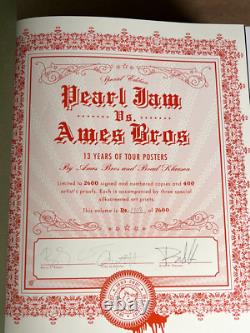 Special Edition
Pearl Jam
Vs.
Ames Bros
13 YEARS OF TOUR POSTERS
By Ames Bros and Brad Klausen
Limited to 2600 signed and numbered copies and 400
artist's proofs. Each is accompanied by three special
silkscreened art prints.
This volume is No. of 2600